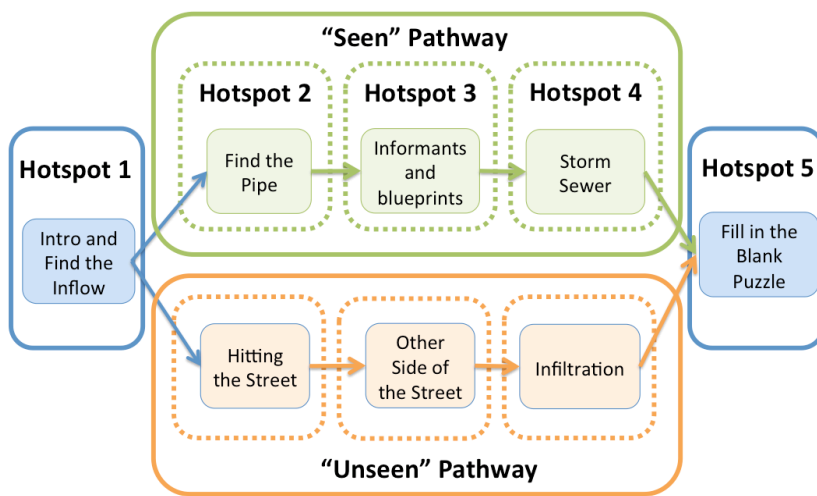 “Seen” Pathway
Hotspot 1
Intro and
Find the
Inflow
Hotspot 2
Find the
Pipe
Hotspot 3
Informants
and
blueprints
Hotspot 4
Storm
Sewer
Hitting
the Street
Other
Side of
the Street
Infiltration
“Unseen” Pathway
Hotspot 5
Fill in the
Blank
Puzzle